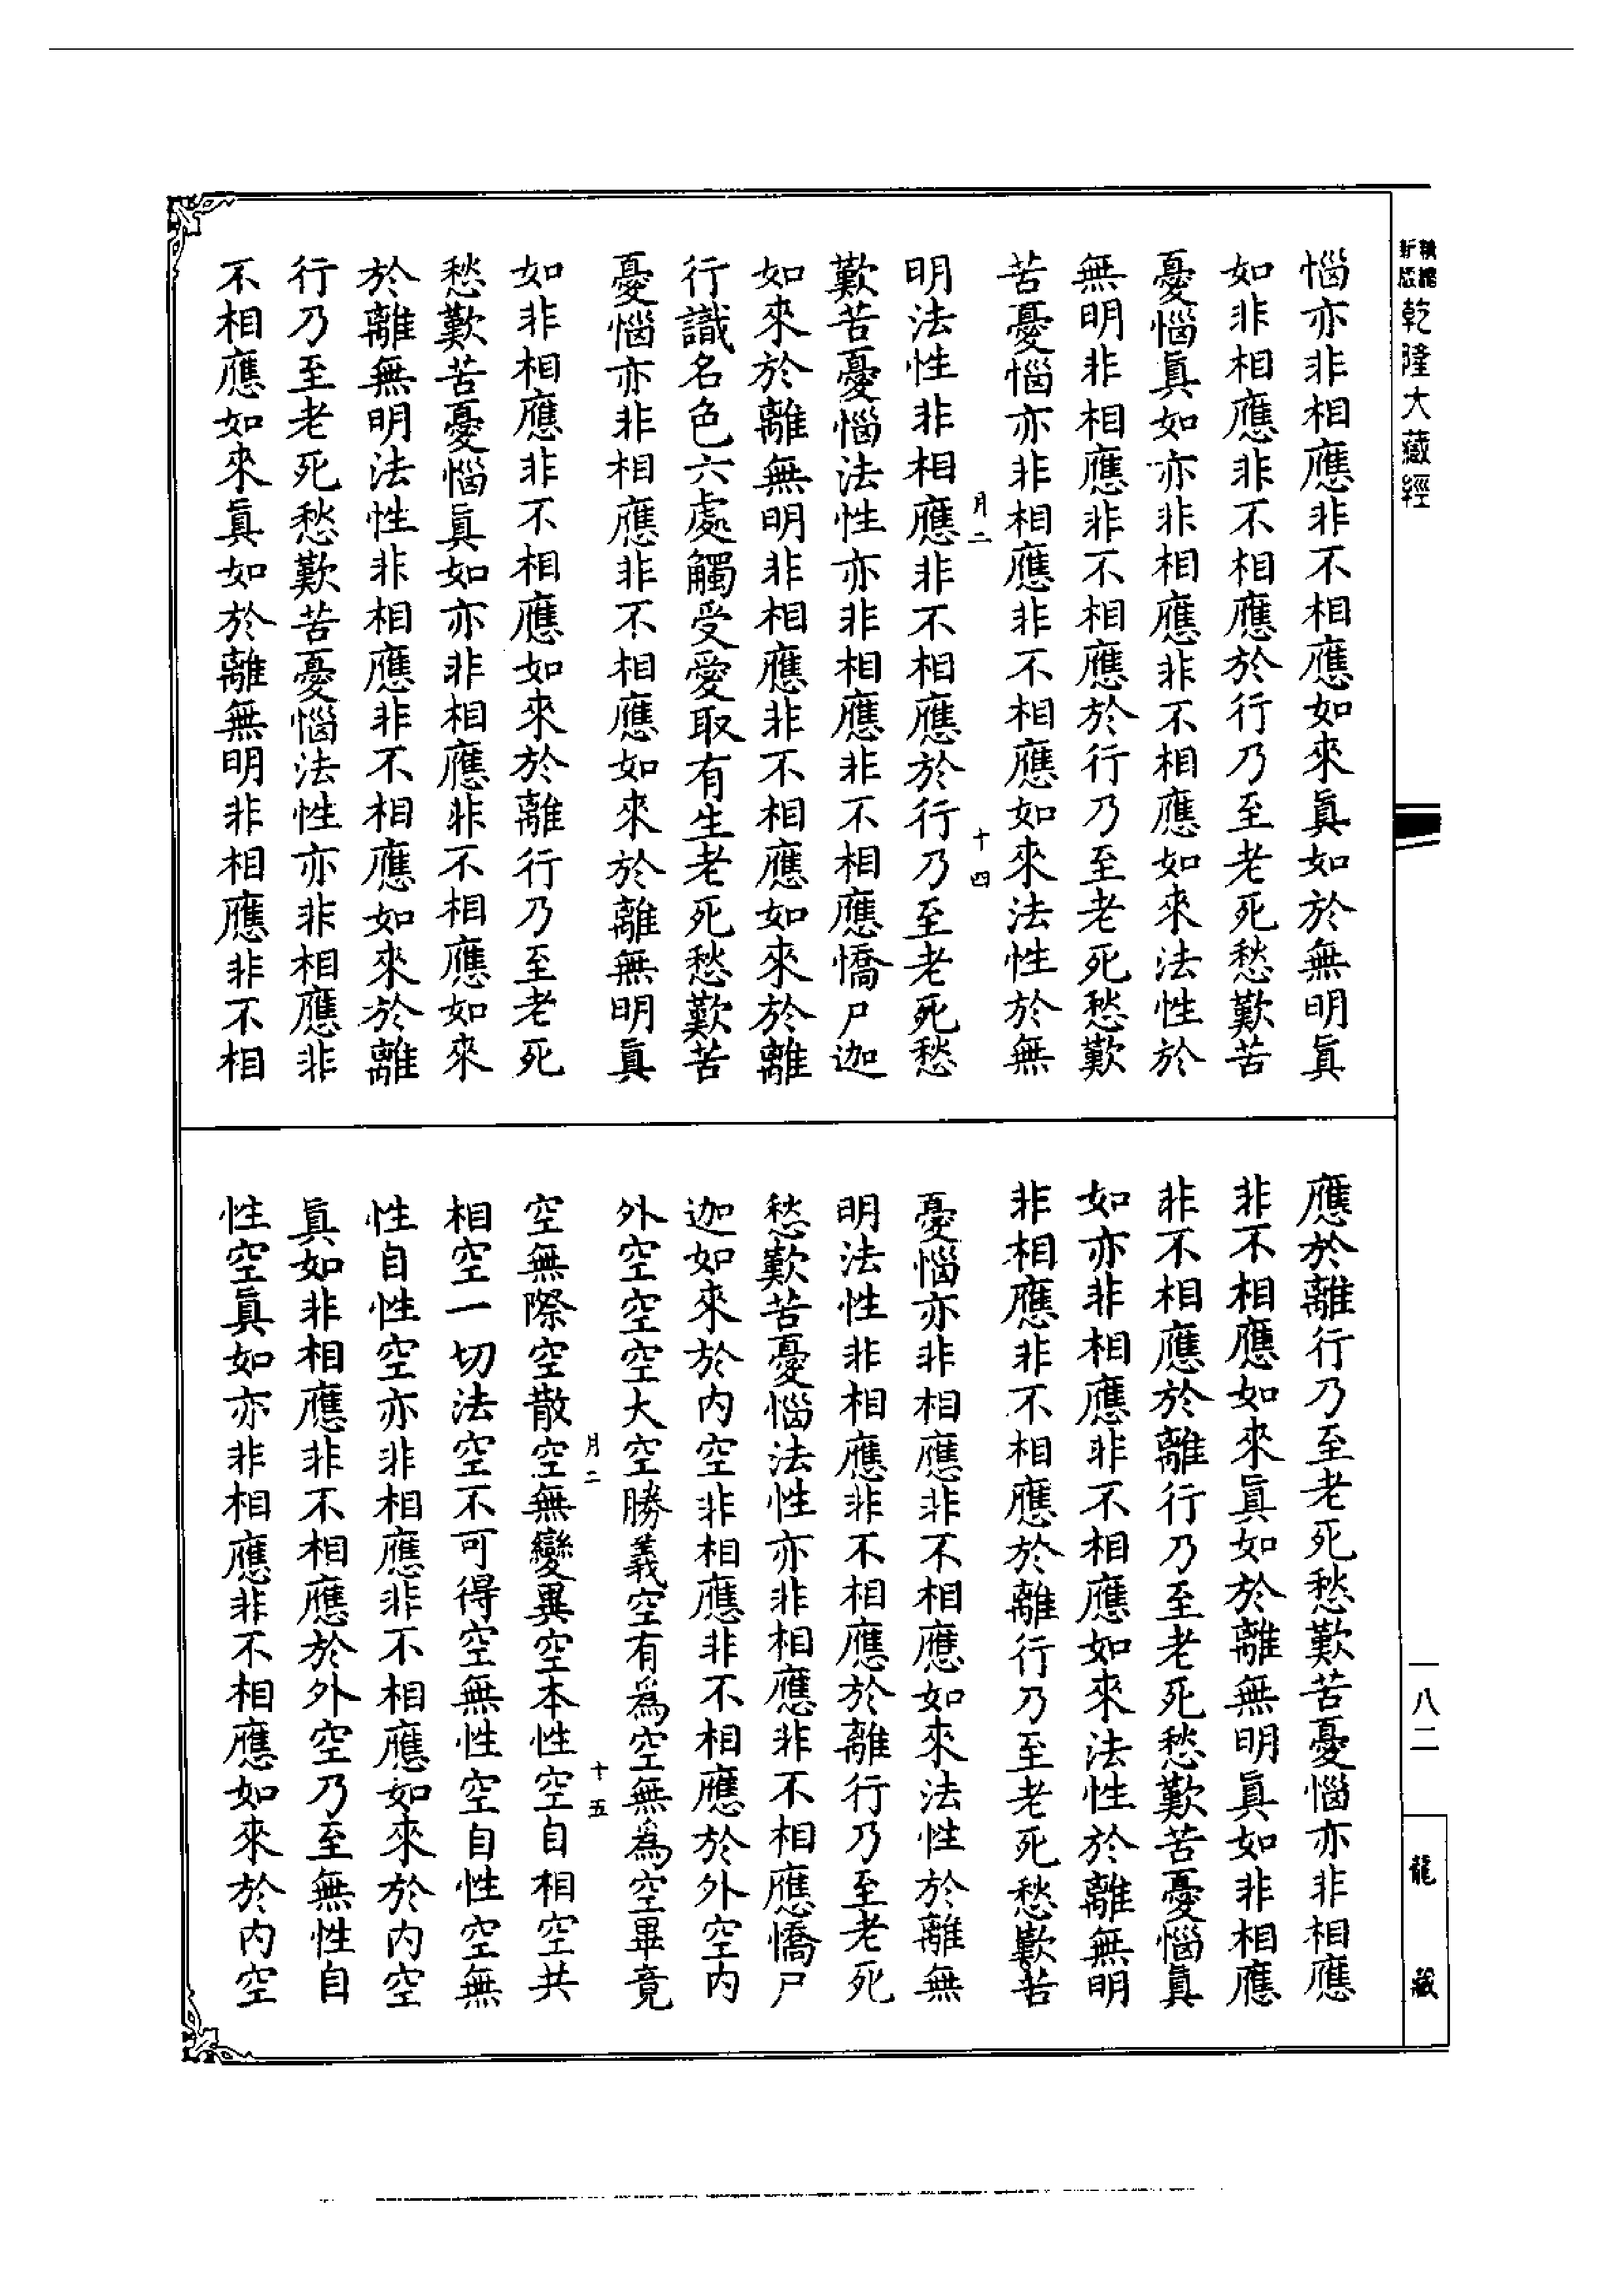 乾隆大藏經
惱亦非相應非不相應如來眞如於無明眞
如非相應非不相應於行乃至老死愁歎苦
憂惱眞如亦非相應非不相應如來法性於
無明非相應非不相應於行乃至老死愁歎
苦憂惱亦非相應非不相應如來法性於無
月二 十四
明法性非相應非不相應於行乃至老死愁
歎苦憂惱法性亦非相應非不相應憍尸迦
如來於離無明非相應非不相應如來於離
行識名色六處觸受愛取有生老死愁歎苦
憂惱亦非相應非不相應如來於離無明眞
如非相應非不相應如來於離行乃至老死
愁歎苦憂惱眞如亦非相應非不相應如來
於離無明法性非相應非不相應如來於離
行乃至老死愁歎苦憂惱法性亦非相應非
不相應如來眞如於離無明非相應非不相
應於離行乃至老死愁歎苦憂惱亦非相應
非不相應如來眞如於離無明眞如非相應
非不相應於離行乃至老死愁歎苦憂惱眞
如亦非相應非不相應如來法性於離無明
非相應非不相應於離行乃至老死愁歎苦
憂惱亦非相應非不相應如來法性於離無
明法性非相應非不相應於離行乃至老死
愁歎苦憂惱法性亦非相應非不相應憍尸
迦如來於內空非相應非不相應於外空內
外空空空大空勝義空有爲空無爲空畢竟
月二 十五
空無際空散空無變異空本性空自相空共
相空一切法空不可得空無性空自性空無
性自性空亦非相應非不相應如來於內空
眞如非相應非不相應於外空乃至無性自
性空眞如亦非相應非不相應如來於內空
一八二
龍藏